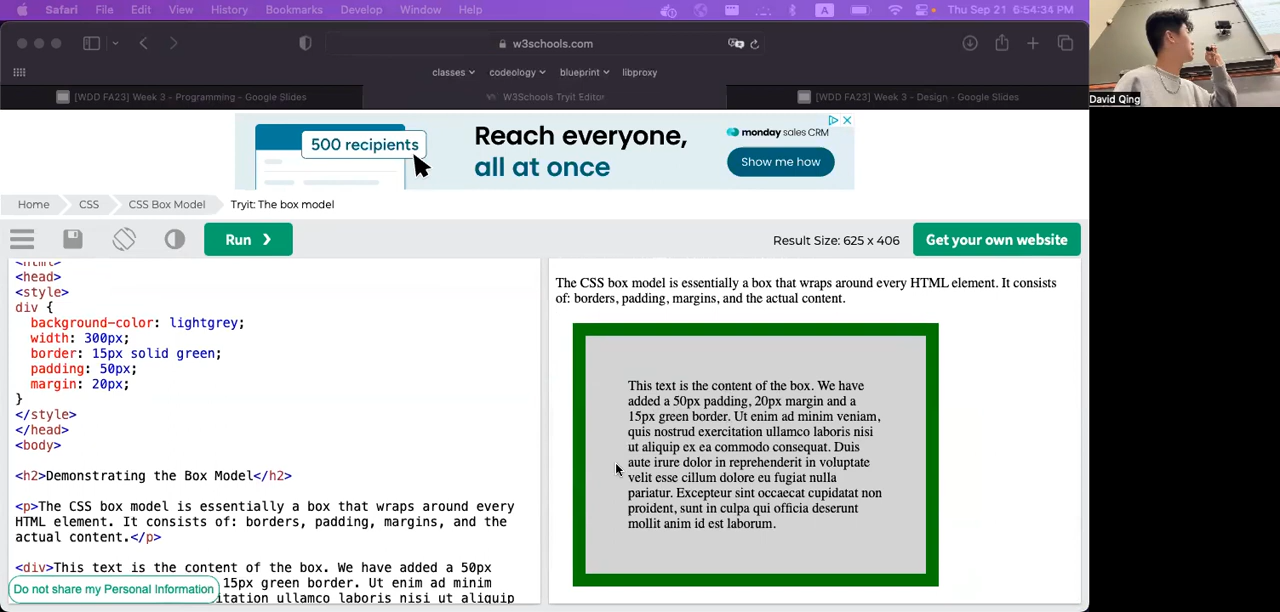 Safari File Edit View History Bookmarks Develop Window Help A Thu Sep 21 6:54:34 PM
w3schools.com
classes codeology blueprint libproxy
[WDD FA23] Week 3 - Programming - Google Slides W3Schools Tryit Editor [WDD FA23] Week 3 - Design - Google Slides
David Qing
500 recipients
Reach everyone,
all at once
monday sales CRM
Show me how
Home CSS CSS Box Model Tryit: The box model
Run ❯ Result Size: 625 x 406 Get your own website
<html>
<head>
<style>
div {
background-color: lightgrey;
width: 300px;
border: 15px solid green;
padding: 50px;
margin: 20px;
}
</style>
</head>
<body>
<h2>Demonstrating the Box Model</h2>
<p>The CSS box model is essentially a box that wraps around every
HTML element. It consists of: borders, padding, margins, and the
actual content.</p>
<div>This text is the content of the box. We have added a 50px
15px green border. Ut enim ad minim
ullamco laboris nisi ut aliquip
Do not share my Personal Information
The CSS box model is essentially a box that wraps around every HTML element. It consists
of: borders, padding, margins, and the actual content.
This text is the content of the box. We have
added a 50px padding, 20px margin and a
15px green border. Ut enim ad minim veniam,
quis nostrud exercitation ullamco laboris nisi
ut aliquip ex ea commodo consequat. Duis
aute irure dolor in reprehenderit in voluptate
velit esse cillum dolore eu fugiat nulla
pariatur. Excepteur sint occaecat cupidatat non
proident, sunt in culpa qui officia deserunt
mollit anim id est laborum.